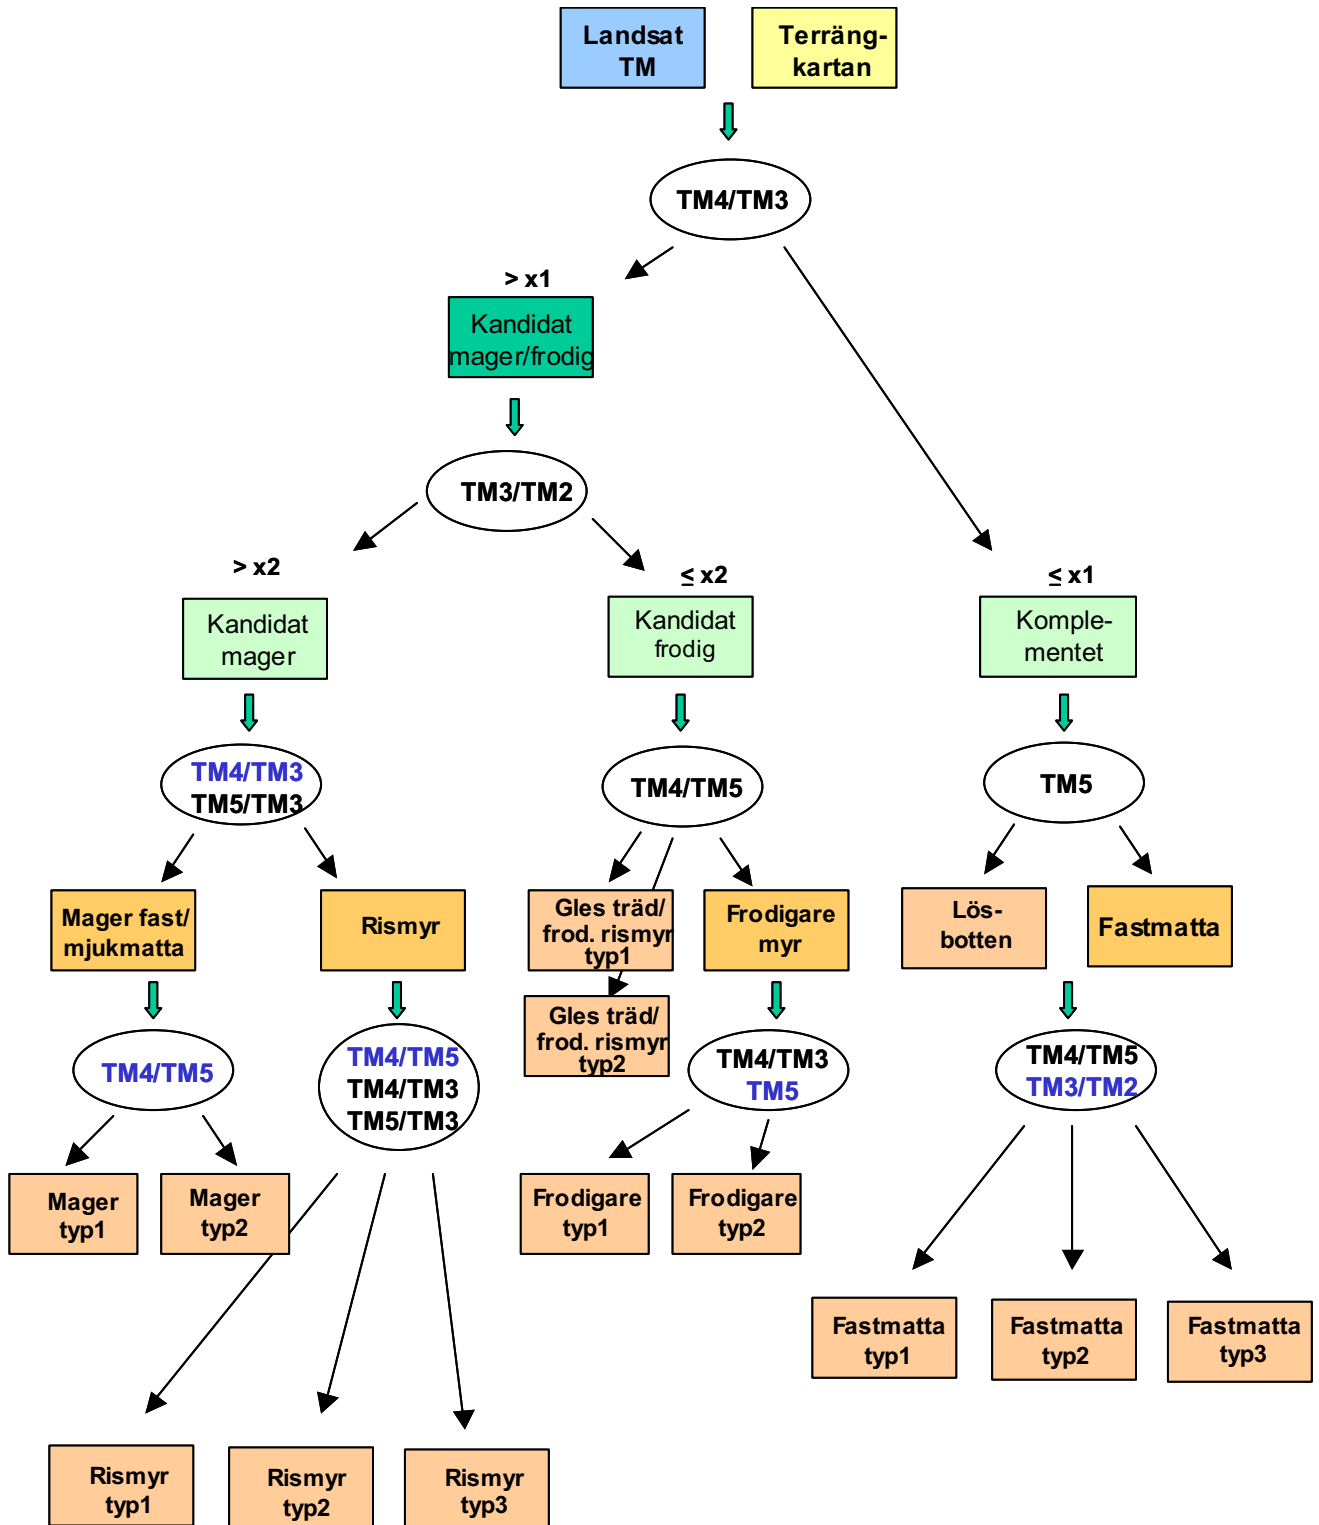 Landsat
TM
Terräng-
kartan
TM4/TM3
> x1
Kandidat
mager/frodig
TM3/TM2
> x2
≤ x2
≤ x1
Kandidat
mager
Kandidat
frodig
Komple-
mentet
TM4/TM3
TM5/TM3
TM4/TM5
TM5
Mager fast/
mjukmatta
Rismyr
Gles träd/
frod. rismyr
typ1
Frodigare
myr
Lös-
botten
Fastmatta
Gles träd/
frod. rismyr
typ2
TM4/TM5
TM4/TM5
TM4/TM3
TM5/TM3
TM4/TM3
TM5
TM4/TM5
TM3/TM2
Mager
typ1
Mager
typ2
Frodigare
typ1
Frodigare
typ2
Fastmatta
typ1
Fastmatta
typ2
Fastmatta
typ3
Rismyr
typ1
Rismyr
typ2
Rismyr
typ3